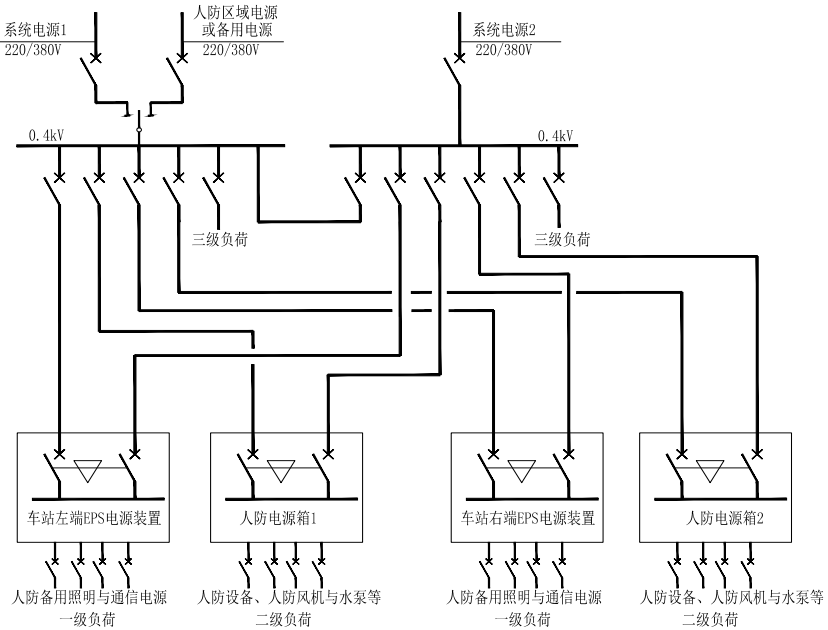 系统电源1
220/380V
人防区域电源
或备用电源
220/380V
系统电源2
220/380V
0.4kV
0.4kV
三级负荷
三级负荷
车站左端EPS电源装置
人防电源箱1
车站右端EPS电源装置
人防电源箱2
人防备用照明与通信电源
一级负荷
人防设备、人防风机与水泵等
二级负荷
人防备用照明与通信电源
一级负荷
人防设备、人防风机与水泵等
二级负荷